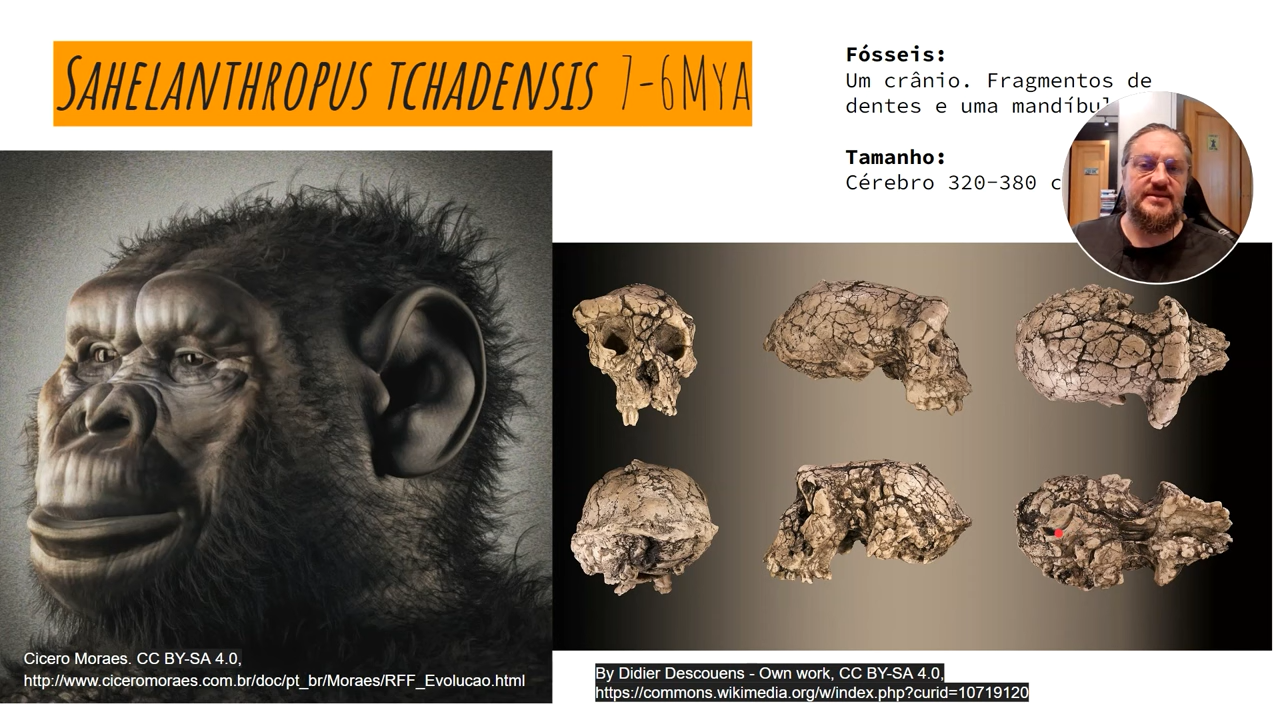 SAHELANTHROPUS TCHADENSIS 7-6MYA
Fósseis:
Um crânio. Fragmentos de
dentes e uma
Tamanho:
Cérebro 320-380
Cicero Moraes. CC BY-SA 4.0,
http://www.ciceromoraes.com.br/doc/pt_br/Moraes/RFF_Evolucao.html
By Didier Descouens - Own work, CC BY-SA 4.0,
https://commons.wikimedia.org/w/index.php?curid=10719120